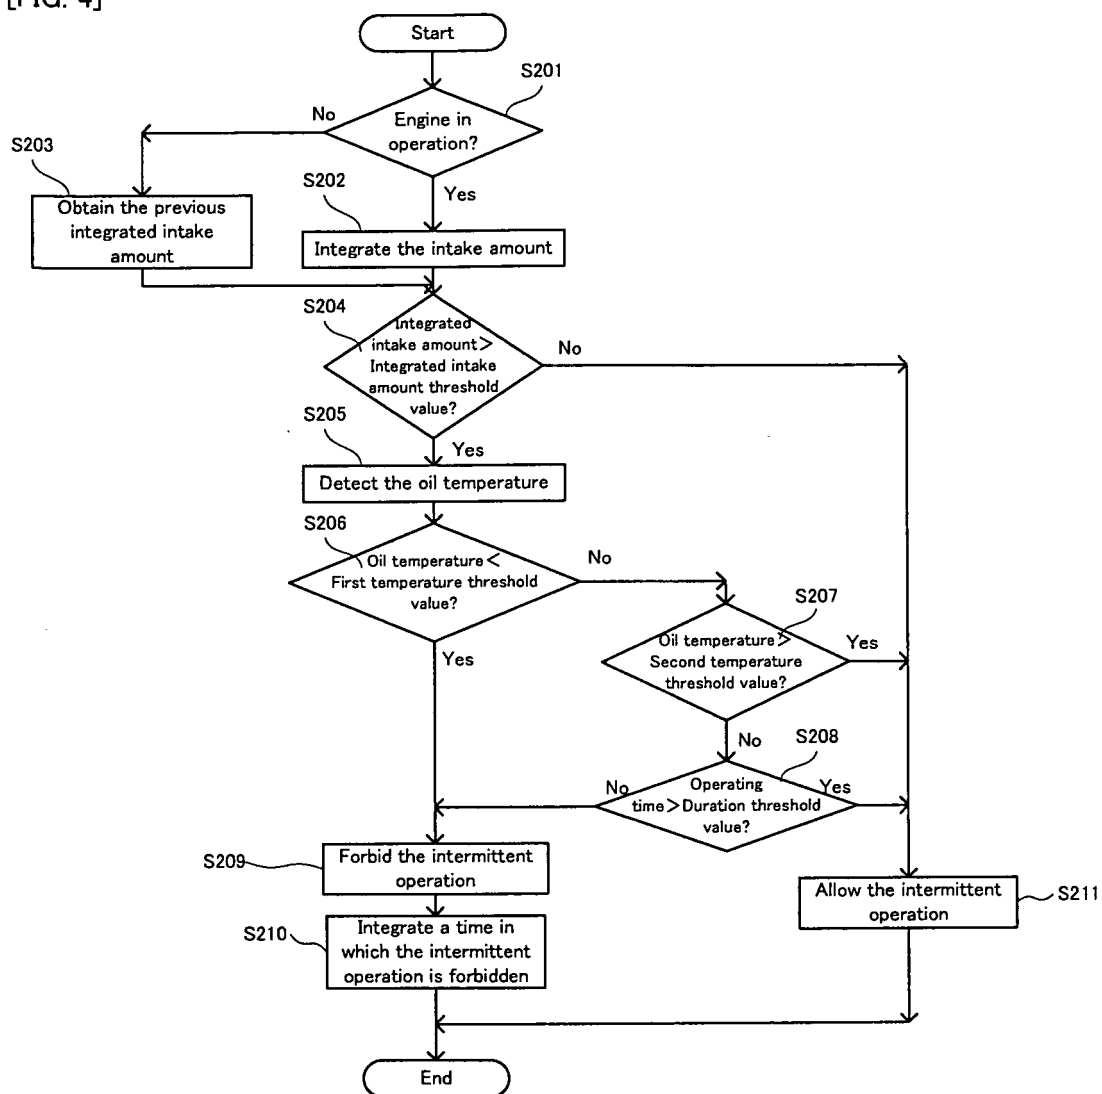 [FIG. 4]
Start
S201
No
Engine in
operation?
S203
S202
Yes
Obtain the previous
integrated intake
amount
Integrate the intake amount
S204
Integrated
intake amount>
Integrated intake
amount threshold
value?
No
S205
Yes
Detect the oil temperature
S206
Oil temperature<
First temperature threshold
value?
No
S207
Yes
Oil temperature>
Second temperature
threshold value?
Yes
No
S208
No
Operating
time>Duration threshold
value?
Yes
S209
Forbid the intermittent
operation
Allow the intermittent
operation
S211
S210
Integrate a time in
which the intermittent
operation is forbidden
End